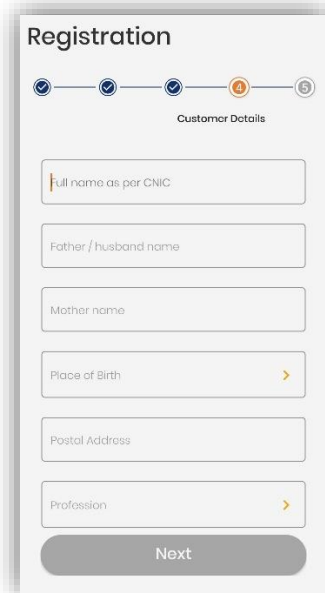 Registration
4
5
Customer Details
Full name as per CNIC
Father / husband name
Mother name
Place of Birth
Postal Address
Profession
Next